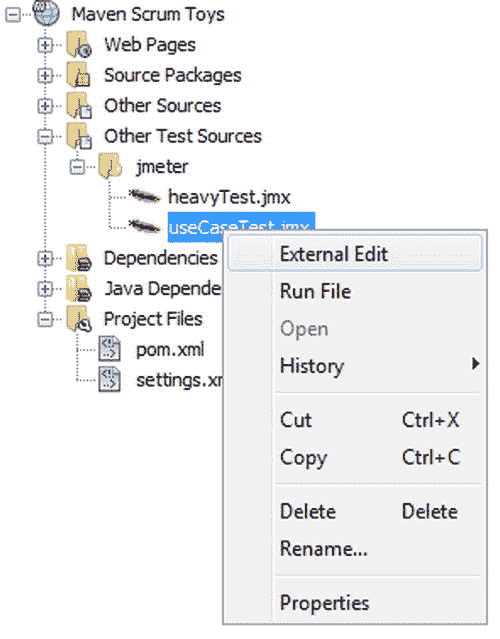 Maven Scrum Toys
Web Pages
Source Packages
Other Sources
Other Test Sources
jmeter
heavyTest.jmx
useCaseTest.jmx
External Edit
Dependencies
Run File
Java Depende
Open
Project Files
History
pom.xml
settings.xm
Cut Ctrl+X
Copy Ctrl+C
Delete Delete
Rename...
Properties